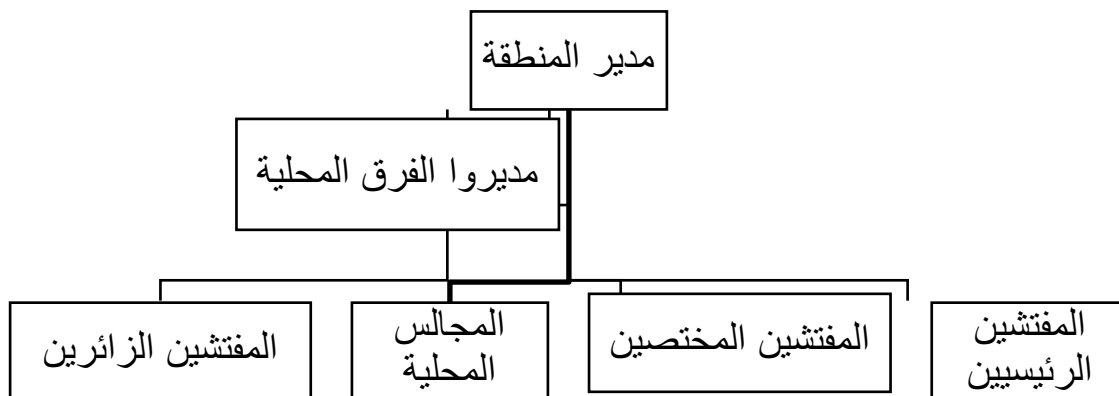 مدير المنطقة
مديروا الفرق المحلية
المفتشين
الرئيسيين
المفتشين المختصين
المجالس
المحلية
المفتشين الزائرين